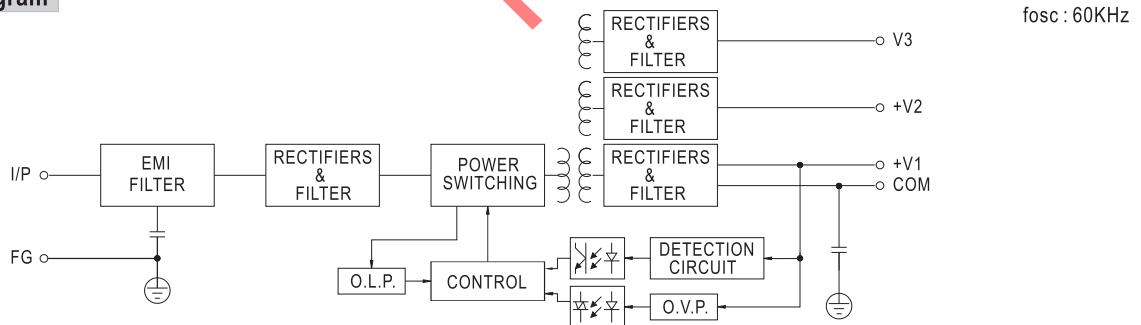 fosc : 60KHz
RECTIFIERS
&
FILTER
V3
RECTIFIERS
&
FILTER
+V2
I/P
EMI
FILTER
RECTIFIERS
&
FILTER
POWER
SWITCHING
RECTIFIERS
&
FILTER
+V1
COM
FG
O.L.P.
CONTROL
DETECTION
CIRCUIT
O.V.P.